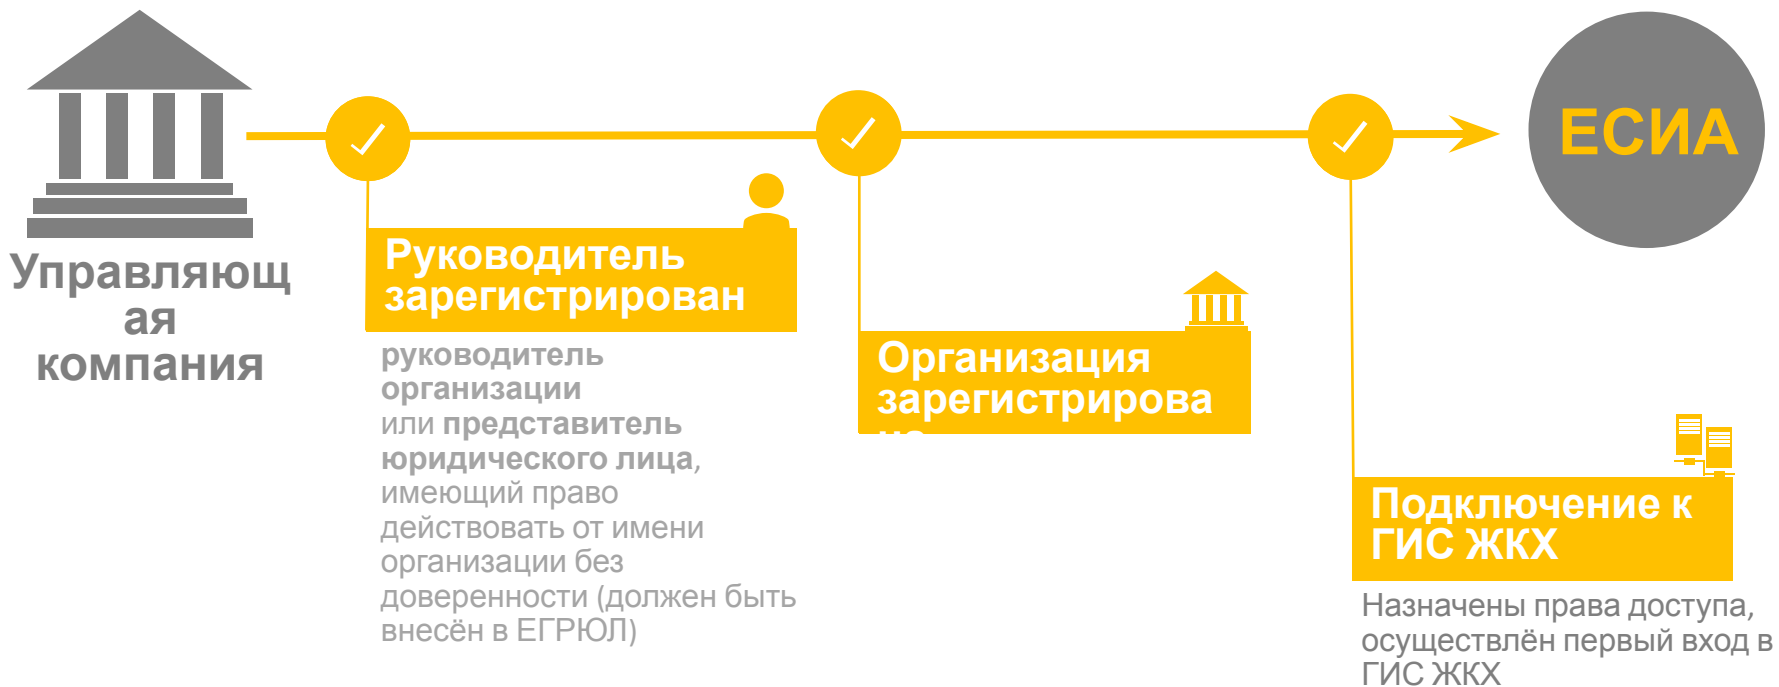 ЕСИА
Управляющ
ая
компания
Руководитель
зарегистрирован
руководитель
организации
или представитель
юридического лица,
имеющий право
действовать от имени
организации без
доверенности (должен быть
внесён в ЕГРЮЛ)
Организация
зарегистрирова
на
Подключение к
ГИС ЖКХ
Назначены права доступа,
осуществлён первый вход в
ГИС ЖКХ